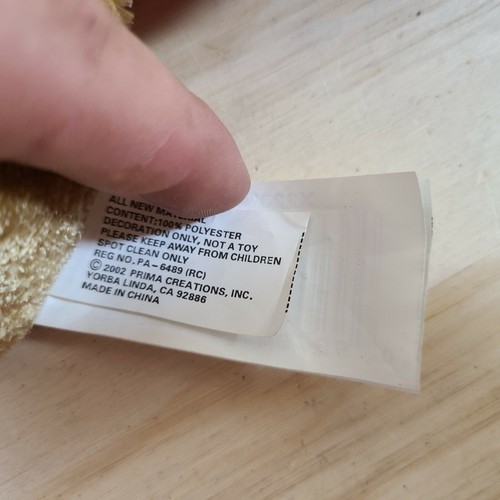 ALL NEW MATERIAL
CONTENT:100% POLYESTER
DECORATION ONLY, NOT A TOY
PLEASE KEEP AWAY FROM CHILDREN
SPOT CLEAN ONLY
REG NO. PA-6489 (RC)
© 2002 PRIMA CREATIONS, INC.
YORBA LINDA, CA 92886
MADE IN CHINA